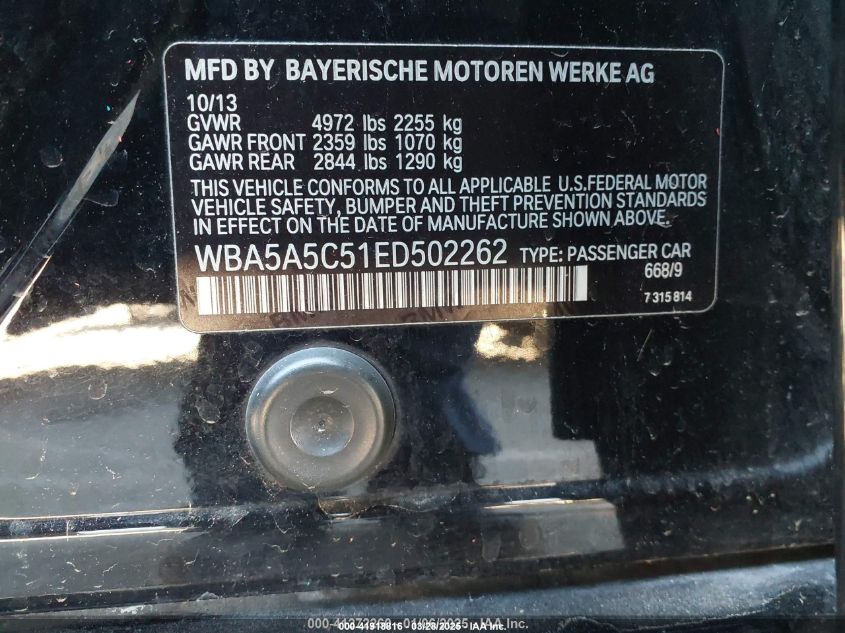 MFD BY BAYERISCHE MOTOREN WERKE AG
10/13
GVWR 4972 lbs 2255 kg
GAWR FRONT 2359 lbs 1070 kg
GAWR REAR 2844 lbs 1290 kg
THIS VEHICLE CONFORMS TO ALL APPLICABLE U.S.FEDERAL MOTOR
VEHICLE SAFETY, BUMPER AND THEFT PREVENTION STANDARDS
IN EFFECT ON THE DATE OF MANUFACTURE SHOWN ABOVE.
WBA5A5C51ED502262 TYPE: PASSENGER CAR
668/9
7 315 814
IAA Inc.